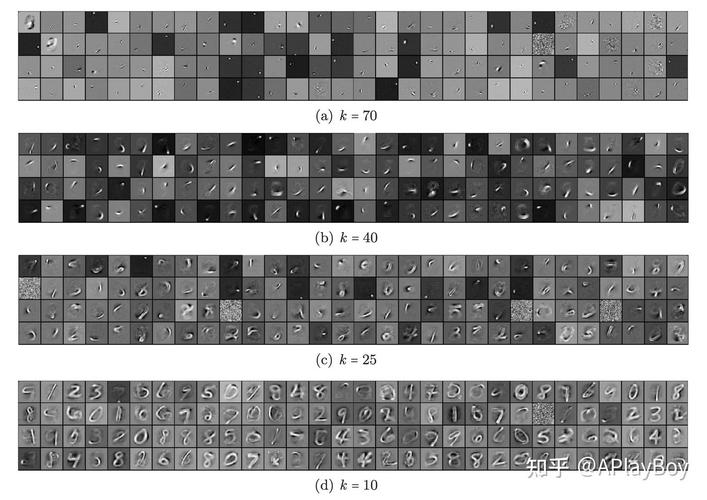 (a) k = 70
(b) k = 40
(c) k = 25
(d) k = 10
知乎 @APlayBoy